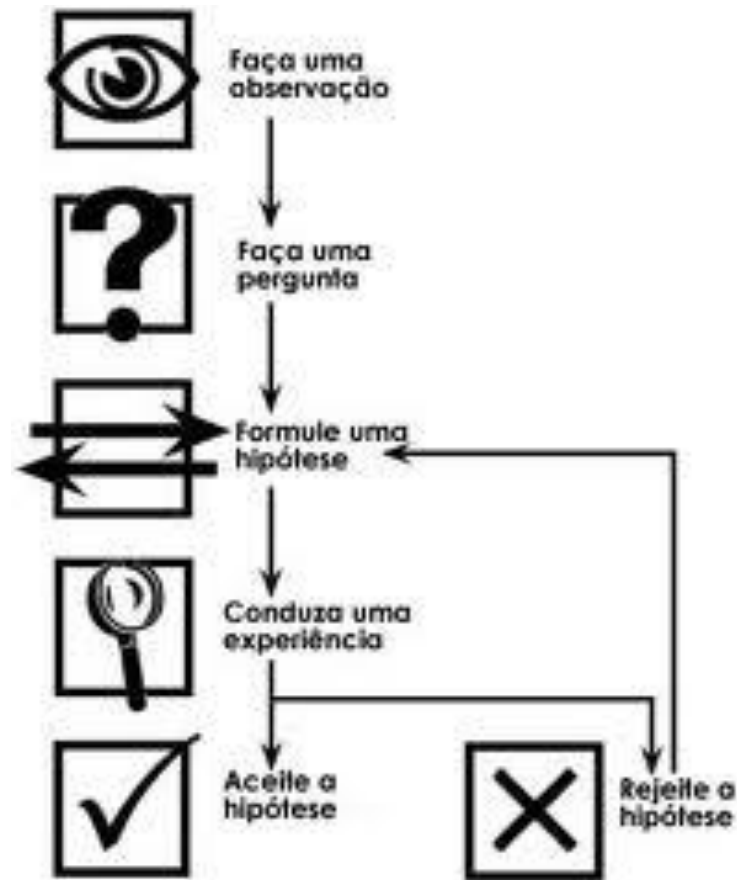 Faça uma
observação
Faça uma
pergunta
Formule uma
hipótese
Conduza uma
experiência
Aceite a
hipótese
Rejeite a
hipótese